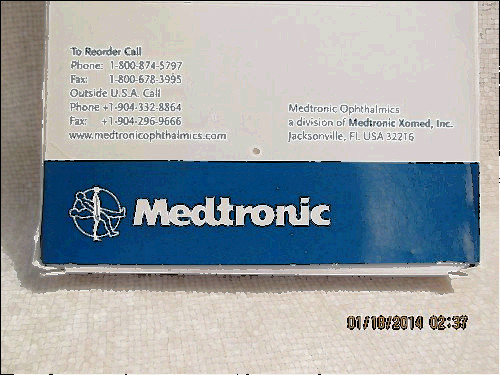 To Reorder Call
Phone: 1-800-874-5797
Fax: 1-800-678-3995
Outside U.S.A. Call
Phone +1-904-332-8864
Fax: +1-904-296-9666
www.medtronicophthalmics.com
Medtronic Ophthalmics
a division of Medtronic Xomed, Inc.
Jacksonville, Fl. USA 32216
Medtronic
01/18/2014 02:37